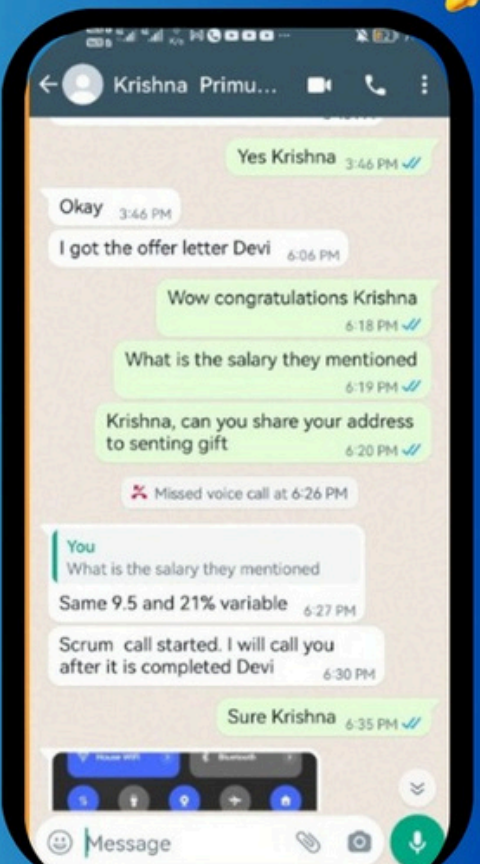 Krishna Primu...
Yes Krishna 3:46 PM
Okay 3:46 PM
I got the offer letter Devi 6:06 PM
Wow congratulations Krishna
6:18 PM
What is the salary they mentioned
6:19 PM
Krishna, can you share your address
to senting gift 6:20 PM
Missed voice call at 6:26 PM
You
What is the salary they mentioned
Same 9.5 and 21% variable 6:27 PM
Scrum call started. I will call you
after it is completed Devi 6:30 PM
Sure Krishna 6:35 PM
House WiFi Bluetooth
Message